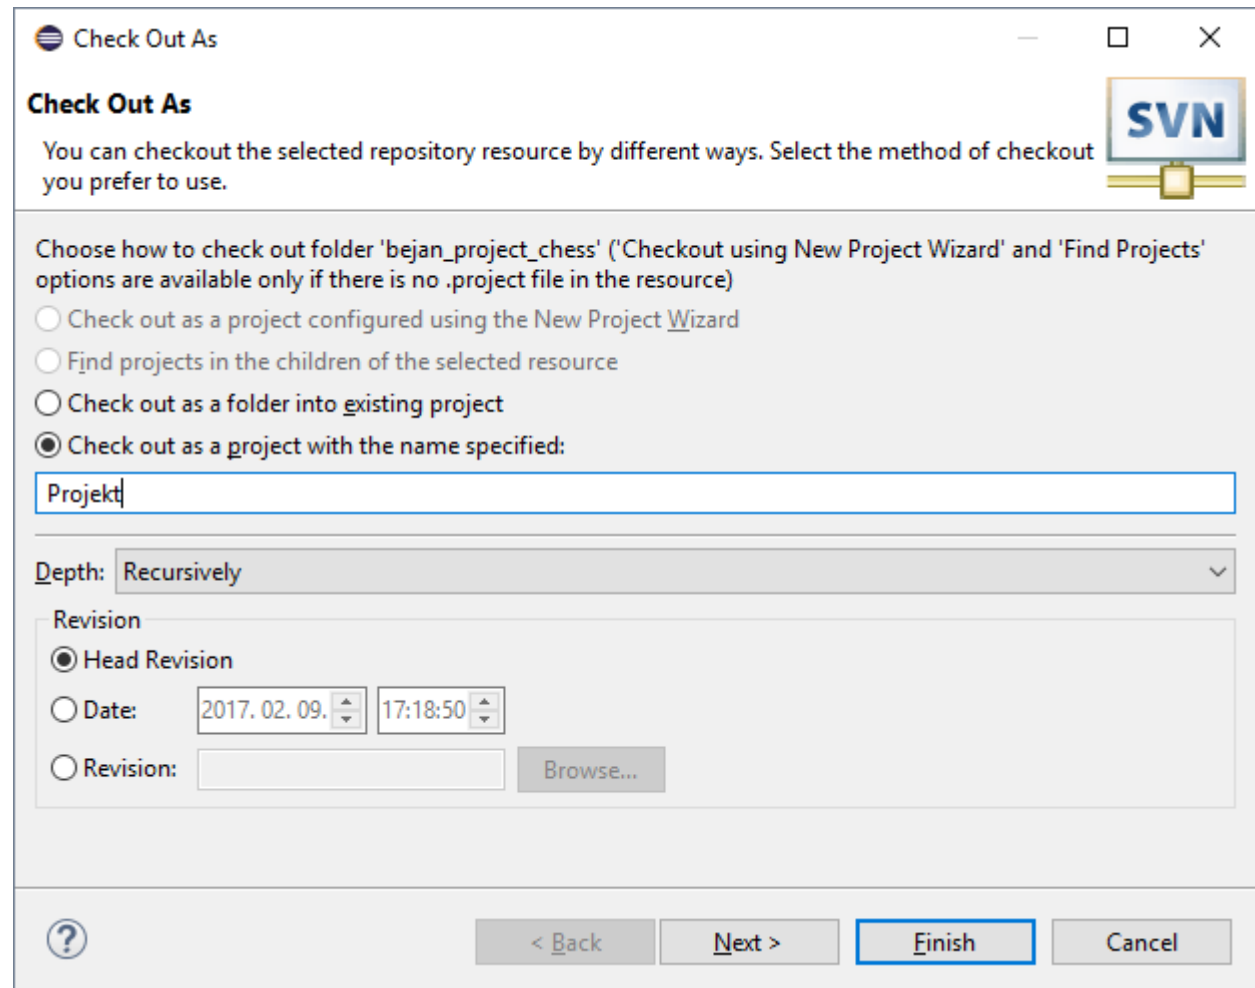 Check Out As
Check Out As
SVN
You can checkout the selected repository resource by different ways. Select the method of checkout
you prefer to use.
Choose how to check out folder 'bejan_project_chess' ('Checkout using New Project Wizard' and 'Find Projects'
options are available only if there is no .project file in the resource)
Check out as a project configured using the New Project Wizard
Find projects in the children of the selected resource
Check out as a folder into existing project
Check out as a project with the name specified:
Projekt
Depth: Recursively
Revision
Head Revision
Date: 2017. 02. 09. 17:18:50
Revision: Browse...
? < Back Next > Finish Cancel